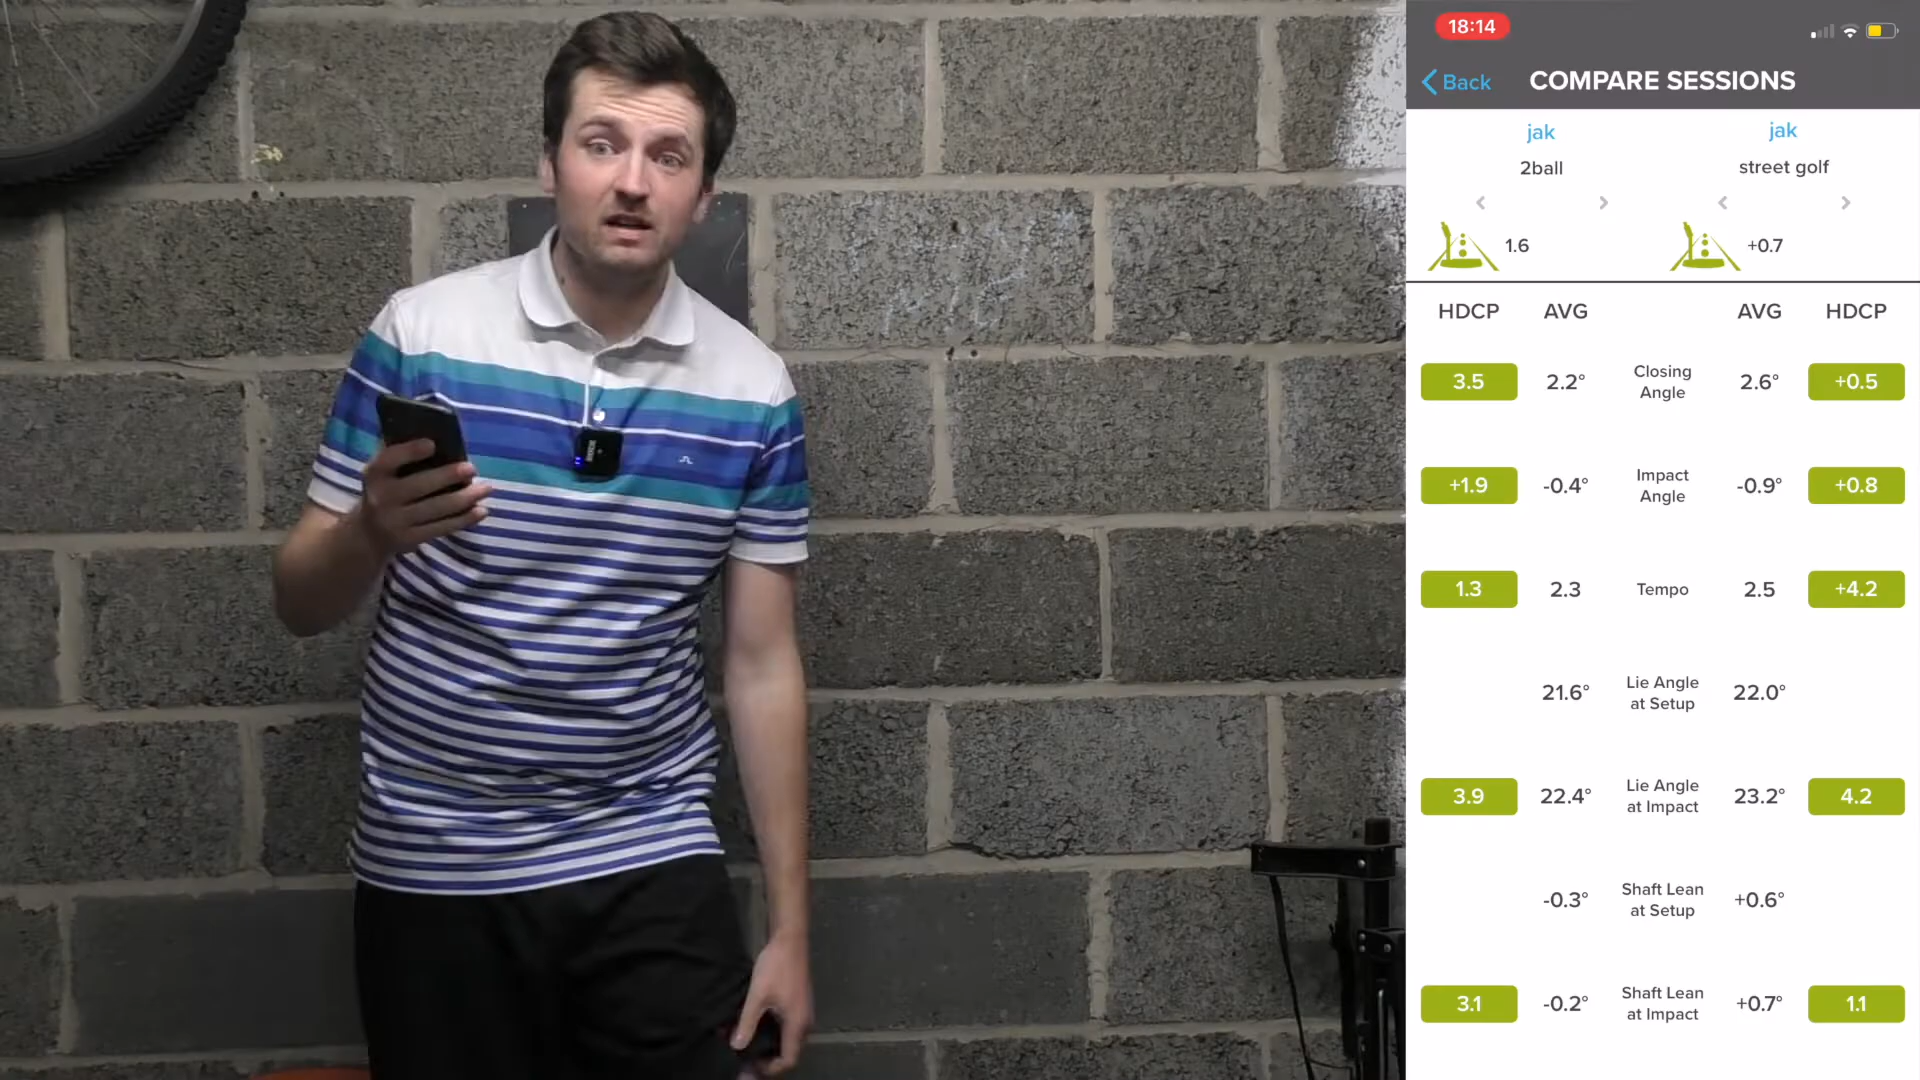 18:14
Back
COMPARE SESSIONS
jak
jak
2ball
street golf
1.6
+0.7
HDCP AVG AVG HDCP
3.5 2.2° Closing Angle 2.6° +0.5
+1.9 -0.4° Impact Angle -0.9° +0.8
1.3 2.3 Tempo 2.5 +4.2
21.6° Lie Angle at Setup 22.0°
3.9 22.4° Lie Angle at Impact 23.2° 4.2
-0.3° Shaft Lean at Setup +0.6°
3.1 -0.2° Shaft Lean at Impact +0.7° 1.1